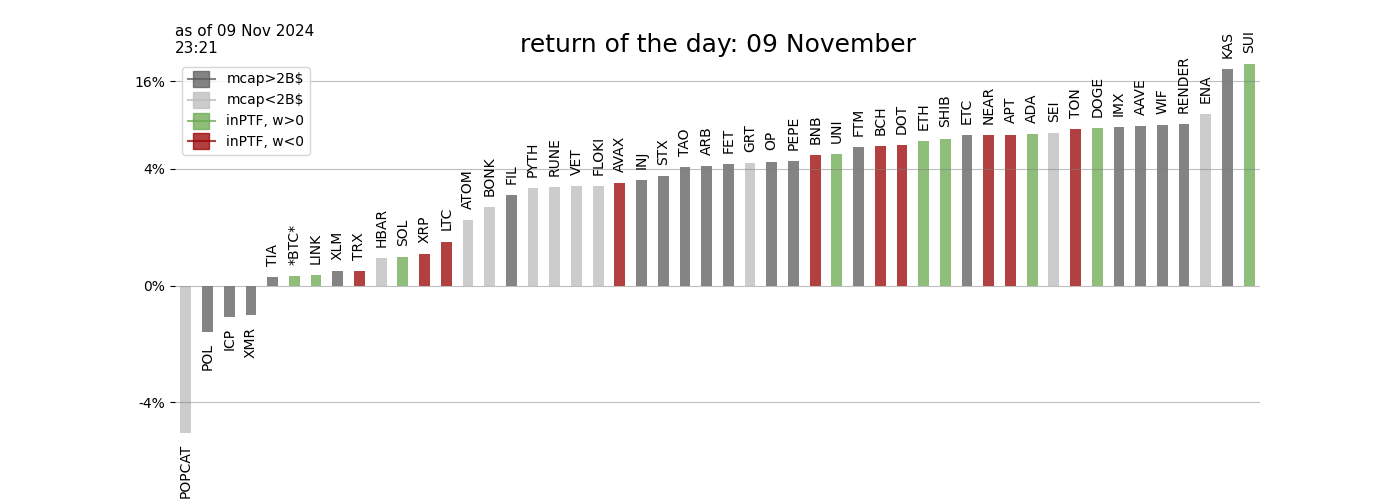 as of 09 Nov 2024
23:21
return of the day: 09 November
mcap>2B$
mcap<2B$
inPTF, w>0
inPTF, w<0
16%
4%
0%
-4%
POPCAT
POL
ICP
XMR
TIA
*BTC*
LINK
XLM
TRX
HBAR
SOL
XRP
LTC
ATOM
BONK
FIL
PYTH
RUNE
VET
FLOKI
AVAX
INJ
STX
TAO
ARB
FET
GRT
OP
PEPE
BNB
UNI
FTM
BCH
DOT
ETH
SHIB
ETC
NEAR
APT
ADA
SEI
TON
DOGE
IMX
AAVE
WIF
RENDER
ENA
KAS
SUI